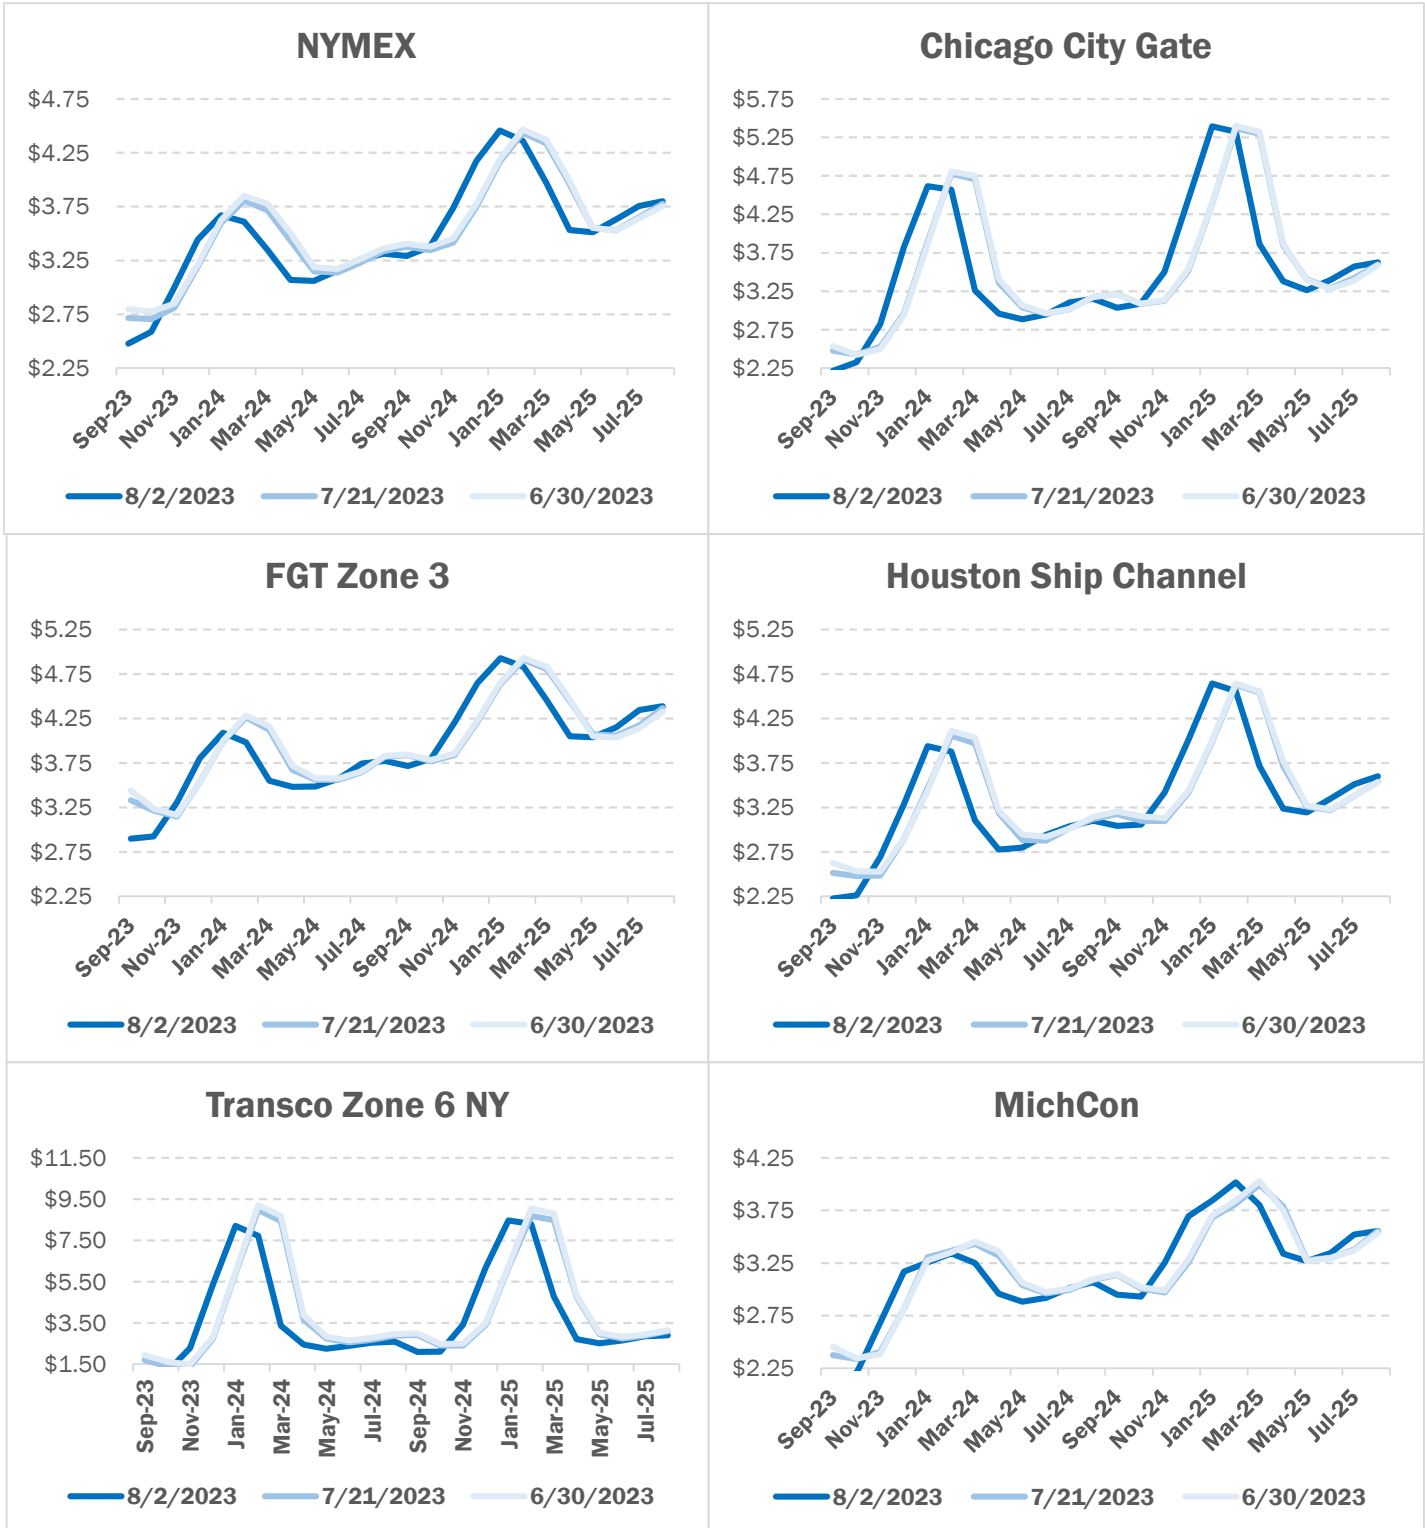 NYMEX
$4.75
$4.25
$3.75
$3.25
$2.75
$2.25
Sep-23 Nov-23 Jan-24 Mar-24 May-24 Jul-24 Sep-24 Nov-24 Jan-25 Mar-25 May-25 Jul-25
8/2/2023 7/21/2023 6/30/2023
Chicago City Gate
$5.75
$5.25
$4.75
$4.25
$3.75
$3.25
$2.75
$2.25
Sep-23 Nov-23 Jan-24 Mar-24 May-24 Jul-24 Sep-24 Nov-24 Jan-25 Mar-25 May-25 Jul-25
8/2/2023 7/21/2023 6/30/2023
FGT Zone 3
$5.25
$4.75
$4.25
$3.75
$3.25
$2.75
$2.25
Sep-23 Nov-23 Jan-24 Mar-24 May-24 Jul-24 Sep-24 Nov-24 Jan-25 Mar-25 May-25 Jul-25
8/2/2023 7/21/2023 6/30/2023
Houston Ship Channel
$5.25
$4.75
$4.25
$3.75
$3.25
$2.75
$2.25
Sep-23 Nov-23 Jan-24 Mar-24 May-24 Jul-24 Sep-24 Nov-24 Jan-25 Mar-25 May-25 Jul-25
8/2/2023 7/21/2023 6/30/2023
Transco Zone 6 NY
$11.50
$9.50
$7.50
$5.50
$3.50
$1.50
Sep-23 Nov-23 Jan-24 Mar-24 May-24 Jul-24 Sep-24 Nov-24 Jan-25 Mar-25 May-25 Jul-25
8/2/2023 7/21/2023 6/30/2023
MichCon
$4.25
$3.75
$3.25
$2.75
$2.25
Sep-23 Nov-23 Jan-24 Mar-24 May-24 Jul-24 Sep-24 Nov-24 Jan-25 Mar-25 May-25 Jul-25
8/2/2023 7/21/2023 6/30/2023